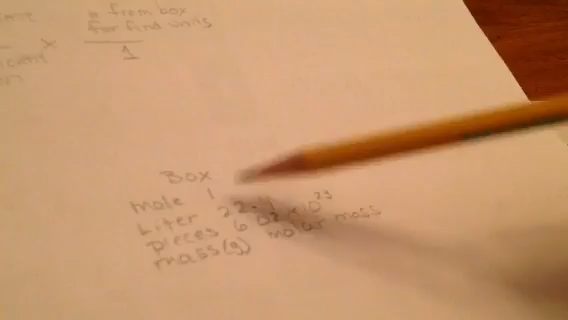 # from box
for find units
x
1
Box
mole 1
Liter 22.4
pieces 6.02 x 10²³
mass(g) molar mass